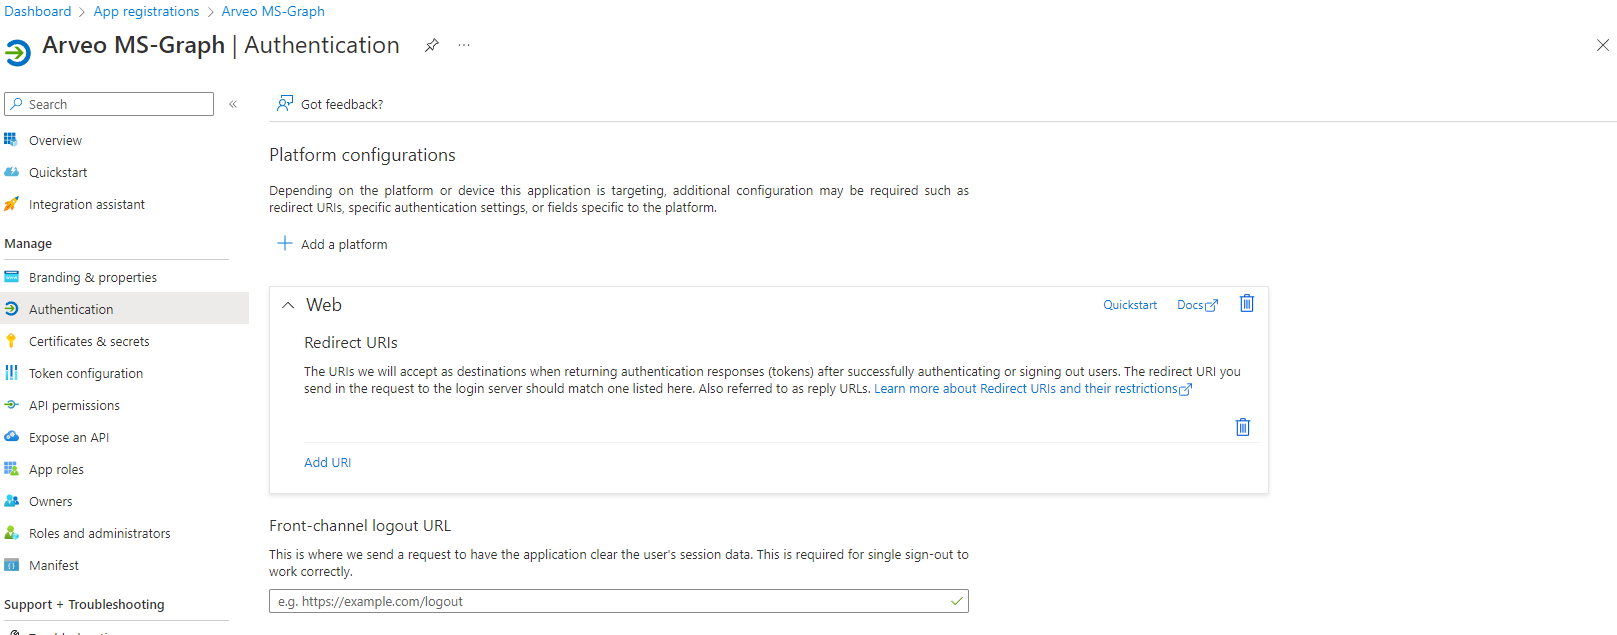 Dashboard > App registrations > Arveo MS-Graph
Arveo MS-Graph | Authentication
Search
Got feedback?
Overview
Quickstart
Integration assistant
Manage
Branding & properties
Authentication
Certificates & secrets
Token configuration
API permissions
Expose an API
App roles
Owners
Roles and administrators
Manifest
Support + Troubleshooting
Platform configurations
Depending on the platform or device this application is targeting, additional configuration may be required such as
redirect URIs, specific authentication settings, or fields specific to the platform.
Add a platform
Web
Quickstart
Docs
Redirect URIs
The URIs we will accept as destinations when returning authentication responses (tokens) after successfully authenticating or signing out users. The redirect URI you
send in the request to the login server should match one listed here. Also referred to as reply URLs. Learn more about Redirect URIs and their restrictions
Add URI
Front-channel logout URL
This is where we send a request to have the application clear the user's session data. This is required for single sign-out to
work correctly.
e.g. https://example.com/logout